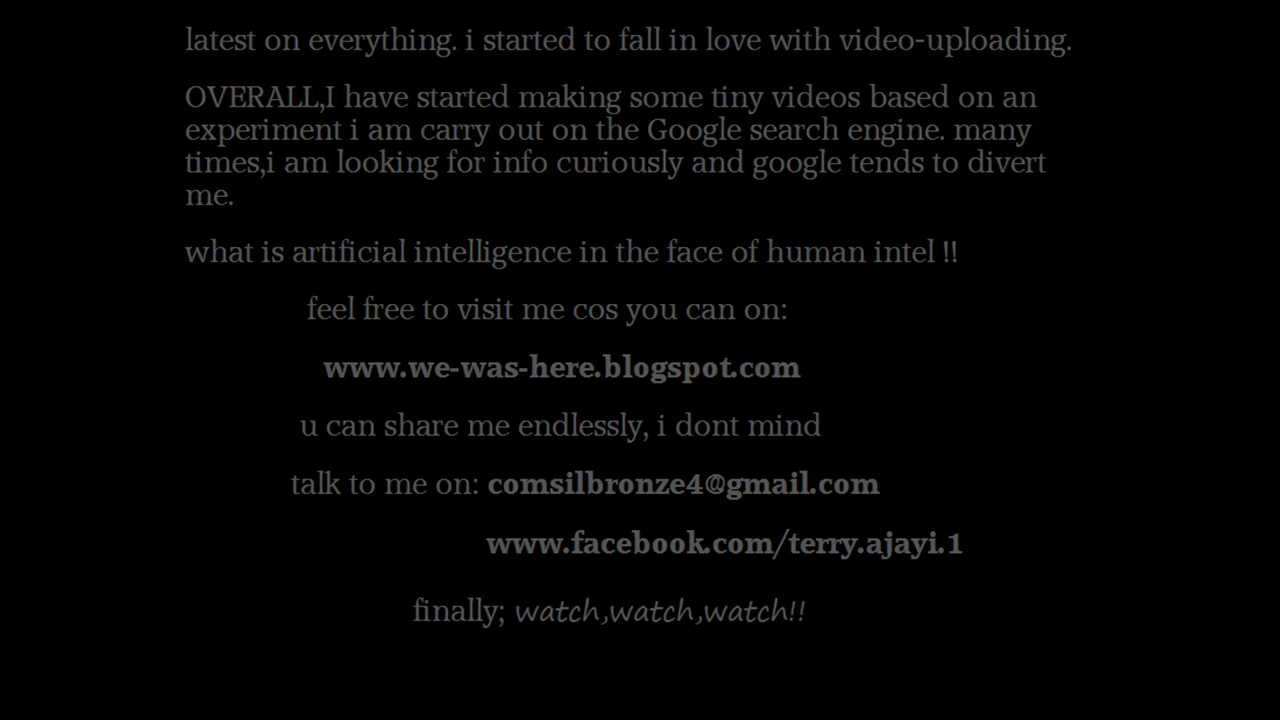 latest on everything. i started to fall in love with video-uploading.
OVERALL,I have started making some tiny videos based on an
experiment i am carry out on the Google search engine. many
times,i am looking for info curiously and google tends to divert
me.
what is artificial intelligence in the face of human intel !!
feel free to visit me cos you can on:
www.we-was-here.blogspot.com
u can share me endlessly, i dont mind
talk to me on: comsilbronze4@gmail.com
www.facebook.com/terry.ajayi.1
finally; watch,watch,watch!!